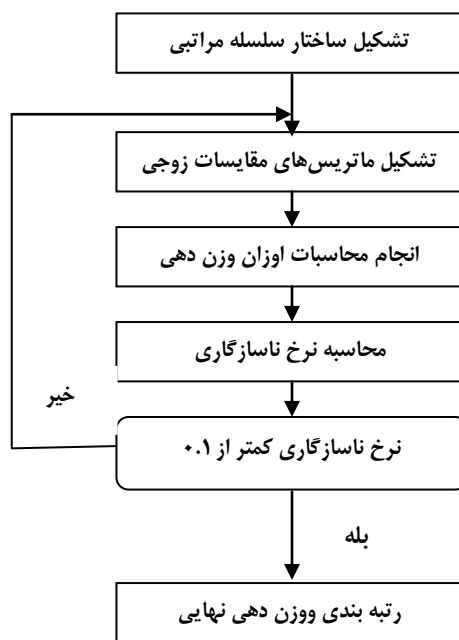 تشکیل ساختار سلسله مراتبی
تشکیل ماتریس‌های مقایسات زوجی
انجام محاسبات اوزان وزن دهی
محاسبه نرخ ناسازگاری
خیر
نرخ ناسازگاری کمتر از ۰.۱
بله
رتبه بندی ووزن دهی نهایی